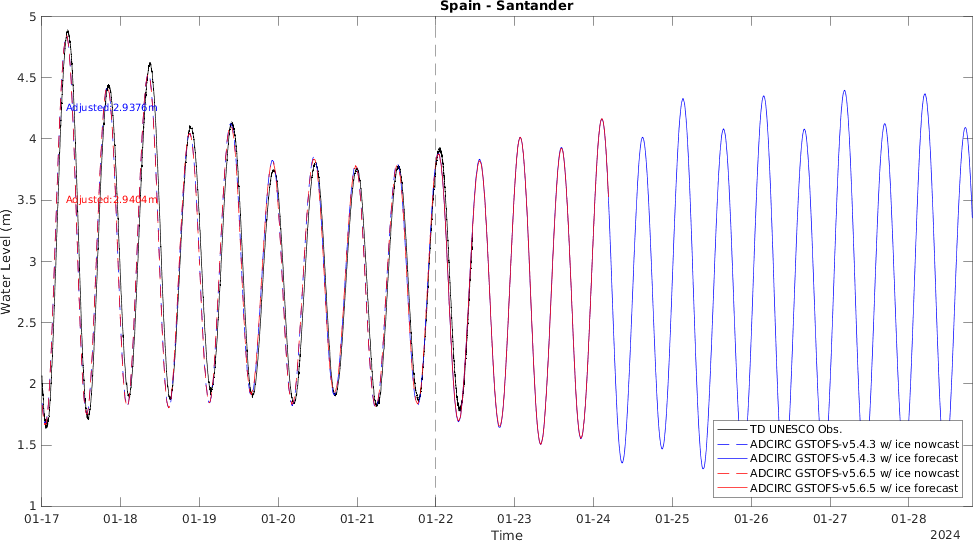 Spain - Santander
5
4.5
4
3.5
3
2.5
2
1.5
1
Water Level (m)
Adjusted:2.9376m
Adjusted:2.9404m
TD UNESCO Obs.
ADCIRC GSTOFS-v5.4.3 w/ ice nowcast
ADCIRC GSTOFS-v5.4.3 w/ ice forecast
ADCIRC GSTOFS-v5.6.5 w/ ice nowcast
ADCIRC GSTOFS-v5.6.5 w/ ice forecast
01-17 01-18 01-19 01-20 01-21 01-22 01-23 01-24 01-25 01-26 01-27 01-28
Time
2024